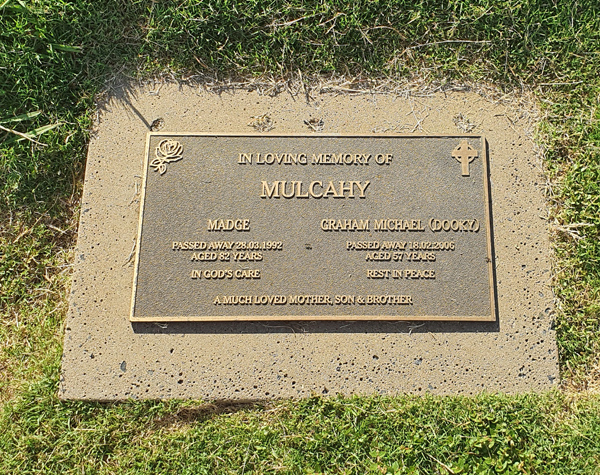 IN LOVING MEMORY OF
MULCAHY
MADGE
PASSED AWAY 28.03.1992
AGED 82 YEARS
IN GOD'S CARE
GRAHAM MICHAEL (DOOKY)
PASSED AWAY 18.02.2006
AGED 57 YEARS
REST IN PEACE
A MUCH LOVED MOTHER, SON & BROTHER